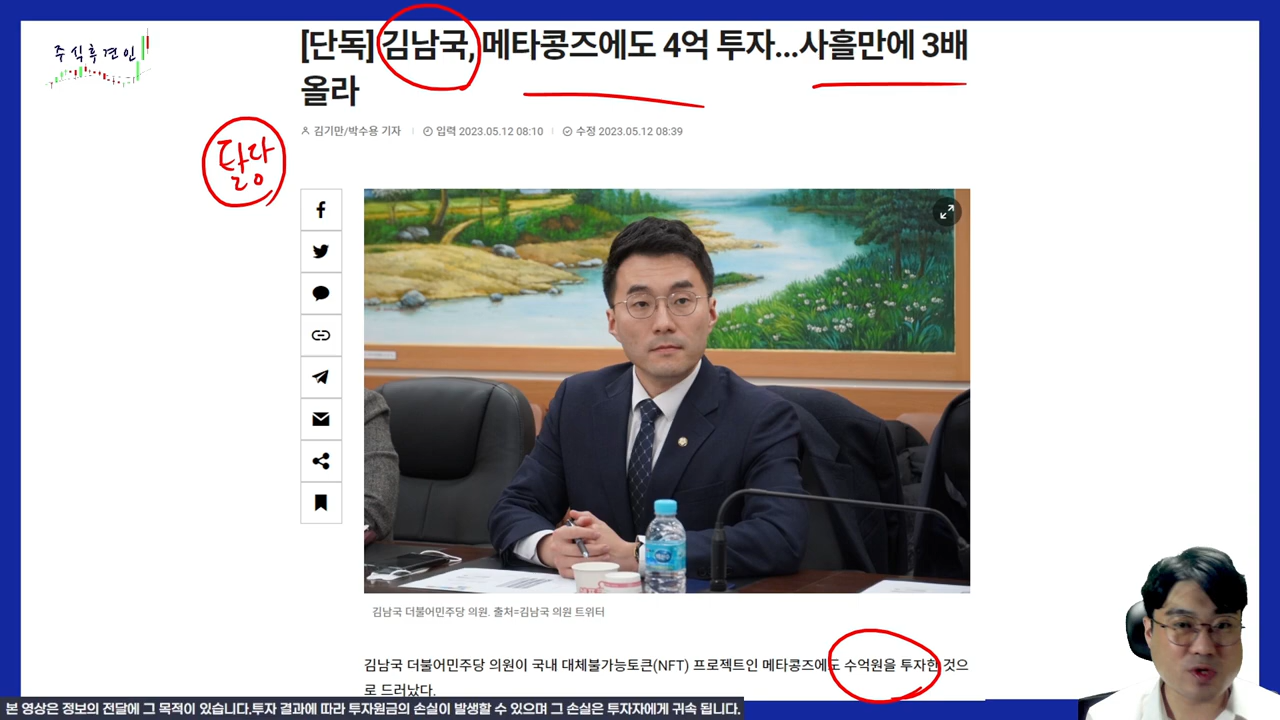 주식후견인
[단독] 김남국, 메타콩즈에도 4억 투자...사흘만에 3배
올라
김기만/박수용 기자 입력 2023.05.12 08:10 수정 2023.05.12 08:39
탈당
김남국 더불어민주당 의원. 출처=김남국 의원 트위터
김남국 더불어민주당 의원이 국내 대체불가능토큰(NFT) 프로젝트인 메타콩즈에도 수억원을 투자한 것으
로 드러났다.
본 영상은 정보의 전달에 그 목적이 있습니다.투자 결과에 따라 투자원금의 손실이 발생할 수 있으며 그 손실은 투자자에게 귀속 됩니다.